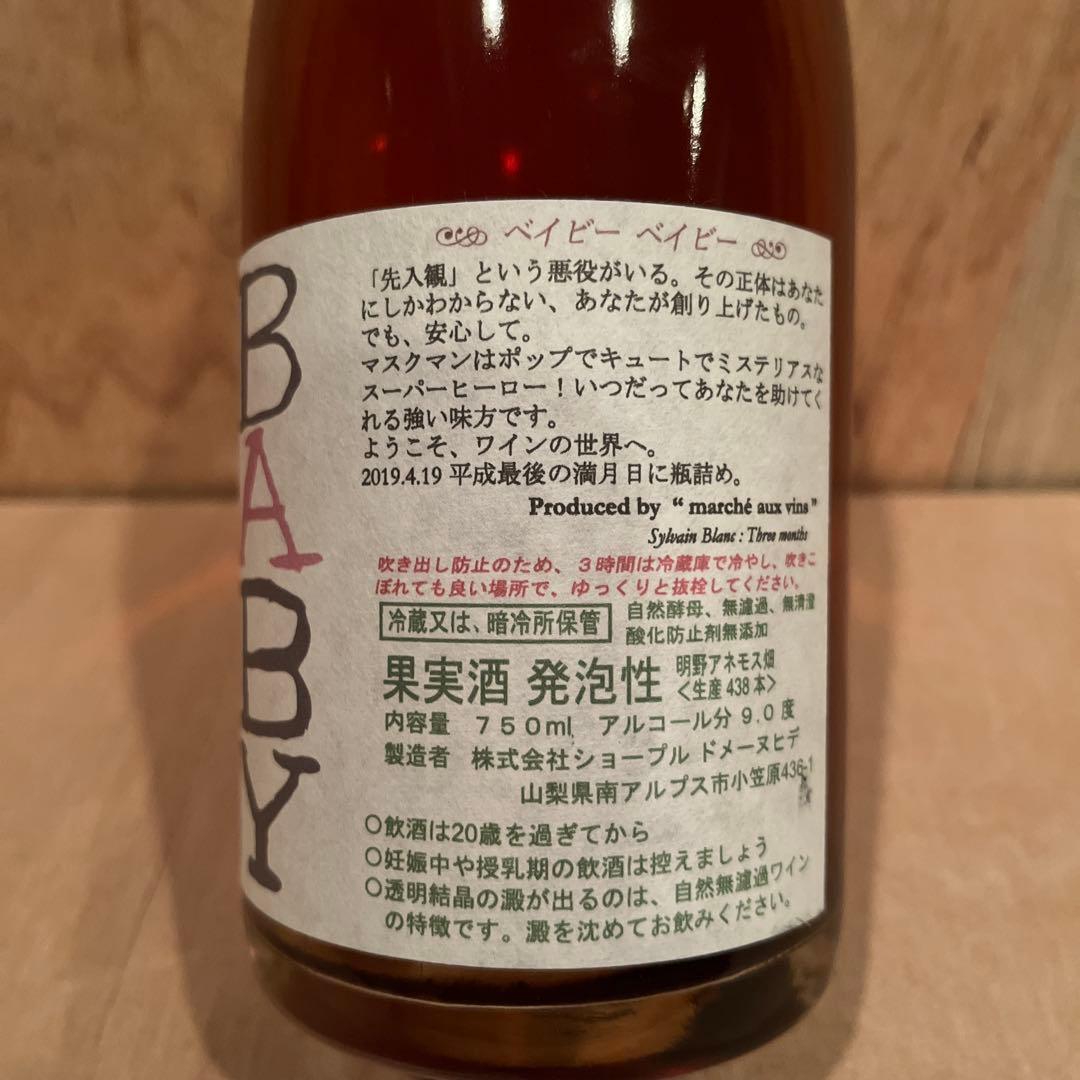 BABY
ベイビー ベイビー
「先入観」という悪役がいる。その正体はあなた
にしかわからない、あなたが創り上げたもの。
でも、安心して。
マスクマンはポップでキュートでミステリアスな
スーパーヒーロー！いつだってあなたを助けてく
れる強い味方です。
ようこそ、ワインの世界へ。
2019.4.19 平成最後の満月日に瓶詰め。
Produced by “ marché aux vins ”
Sylvain Blanc : Three months
吹き出し防止のため、３時間は冷蔵庫で冷やし、吹きこ
ぼれても良い場所で、ゆっくりと抜栓してください。
冷蔵又は、暗冷所保管
自然酵母、無濾過、無清澄
酸化防止剤無添加
果実酒 発泡性
明野アネモス畑
＜生産438本＞
内容量 ７５０ml アルコール分 ９.０度
製造者 株式会社ショープル ドメーヌヒデ
山梨県南アルプス市小笠原436-1
○飲酒は20歳を過ぎてから
○妊娠中や授乳期の飲酒は控えましょう
○透明結晶の澱が出るのは、自然無濾過ワイン
の特徴です。澱を沈めてお飲みください。